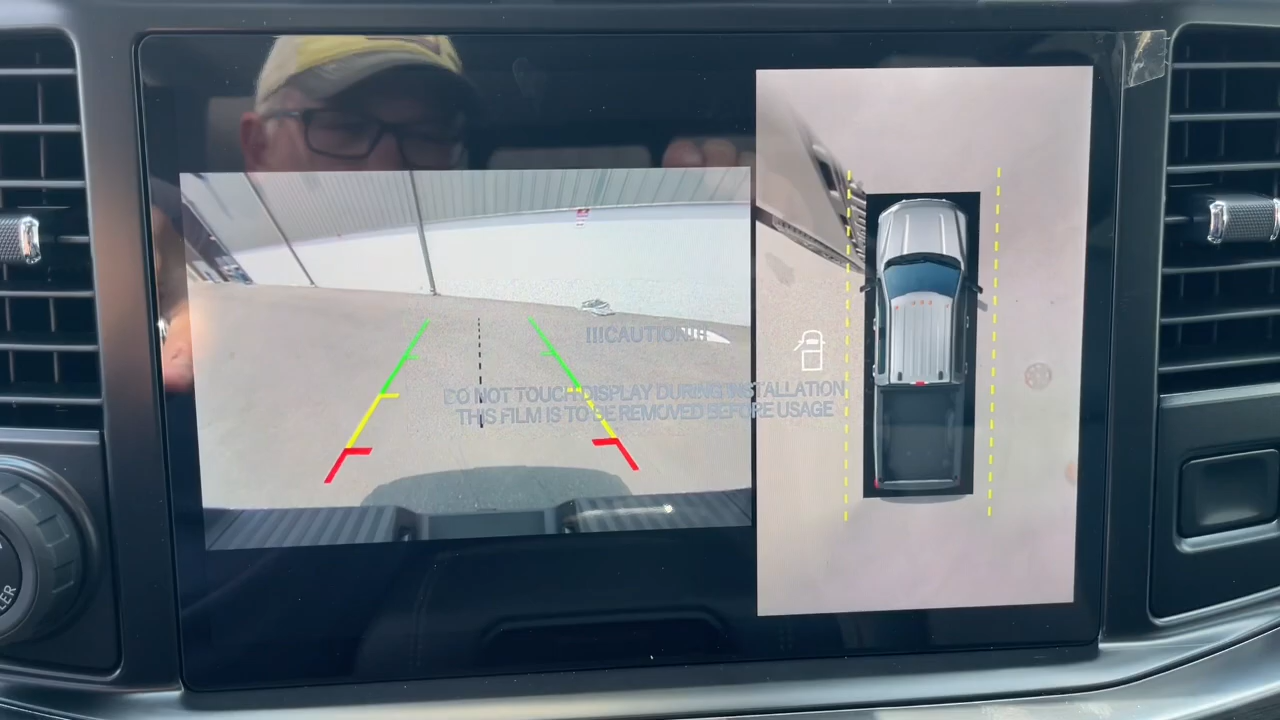 !!!CAUTION!!!
DO NOT TOUCH DISPLAY DURING INSTALLATION
THIS FILM IS TO BE REMOVED BEFORE USAGE